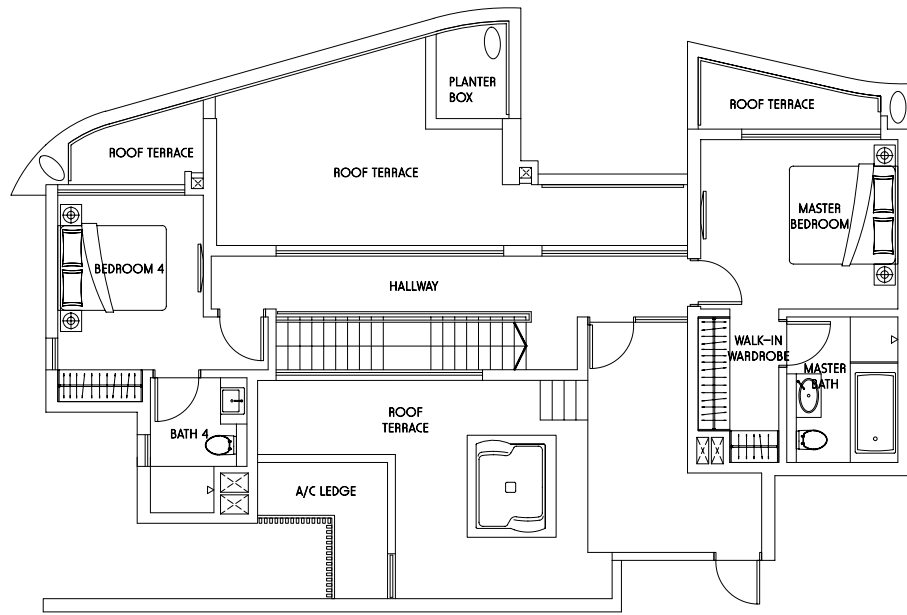 PLANTER
BOX
ROOF TERRACE
ROOF TERRACE
ROOF TERRACE
MASTER
BEDROOM
BEDROOM 4
HALLWAY
WALK-IN
WARDROBE
MASTER
BATH
ROOF
TERRACE
BATH 4
A/C LEDGE